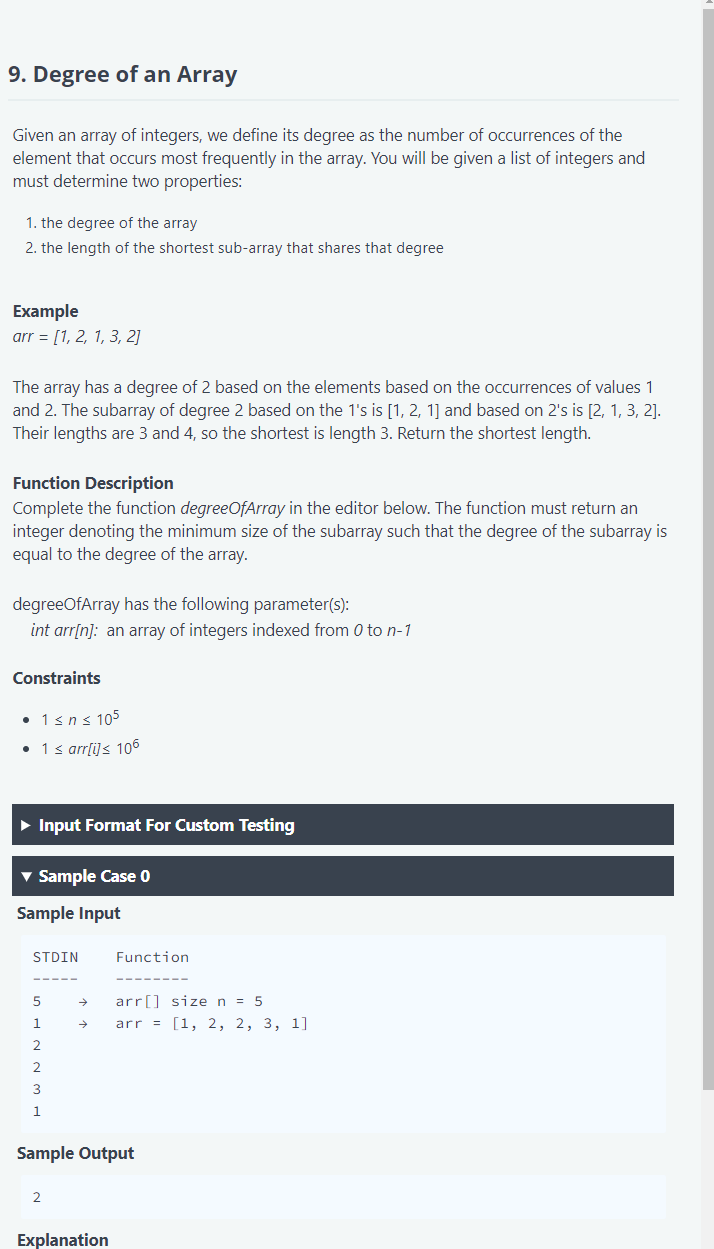 9. Degree of an Array
Given an array of integers, we define its degree as the number of occurrences of the
element that occurs most frequently in the array. You will be given a list of integers and
must determine two properties:
1. the degree of the array
2. the length of the shortest sub-array that shares that degree
Example
arr = [1, 2, 1, 3, 2]
The array has a degree of 2 based on the elements based on the occurrences of values 1
and 2. The subarray of degree 2 based on the 1's is [1, 2, 1] and based on 2's is [2, 1, 3, 2].
Their lengths are 3 and 4, so the shortest is length 3. Return the shortest length.
Function Description
Complete the function degreeOfArray in the editor below. The function must return an
integer denoting the minimum size of the subarray such that the degree of the subarray is
equal to the degree of the array.
degreeOfArray has the following parameter(s):
int arr[n]: an array of integers indexed from 0 to n-1
Constraints
• 1 ≤ n ≤ 10⁵
• 1 ≤ arr[i]≤ 10⁶
▶ Input Format For Custom Testing
▼ Sample Case 0
Sample Input
STDIN Function
----- --------
5 → arr[] size n = 5
1 → arr = [1, 2, 2, 3, 1]
2
2
3
1
Sample Output
2
Explanation